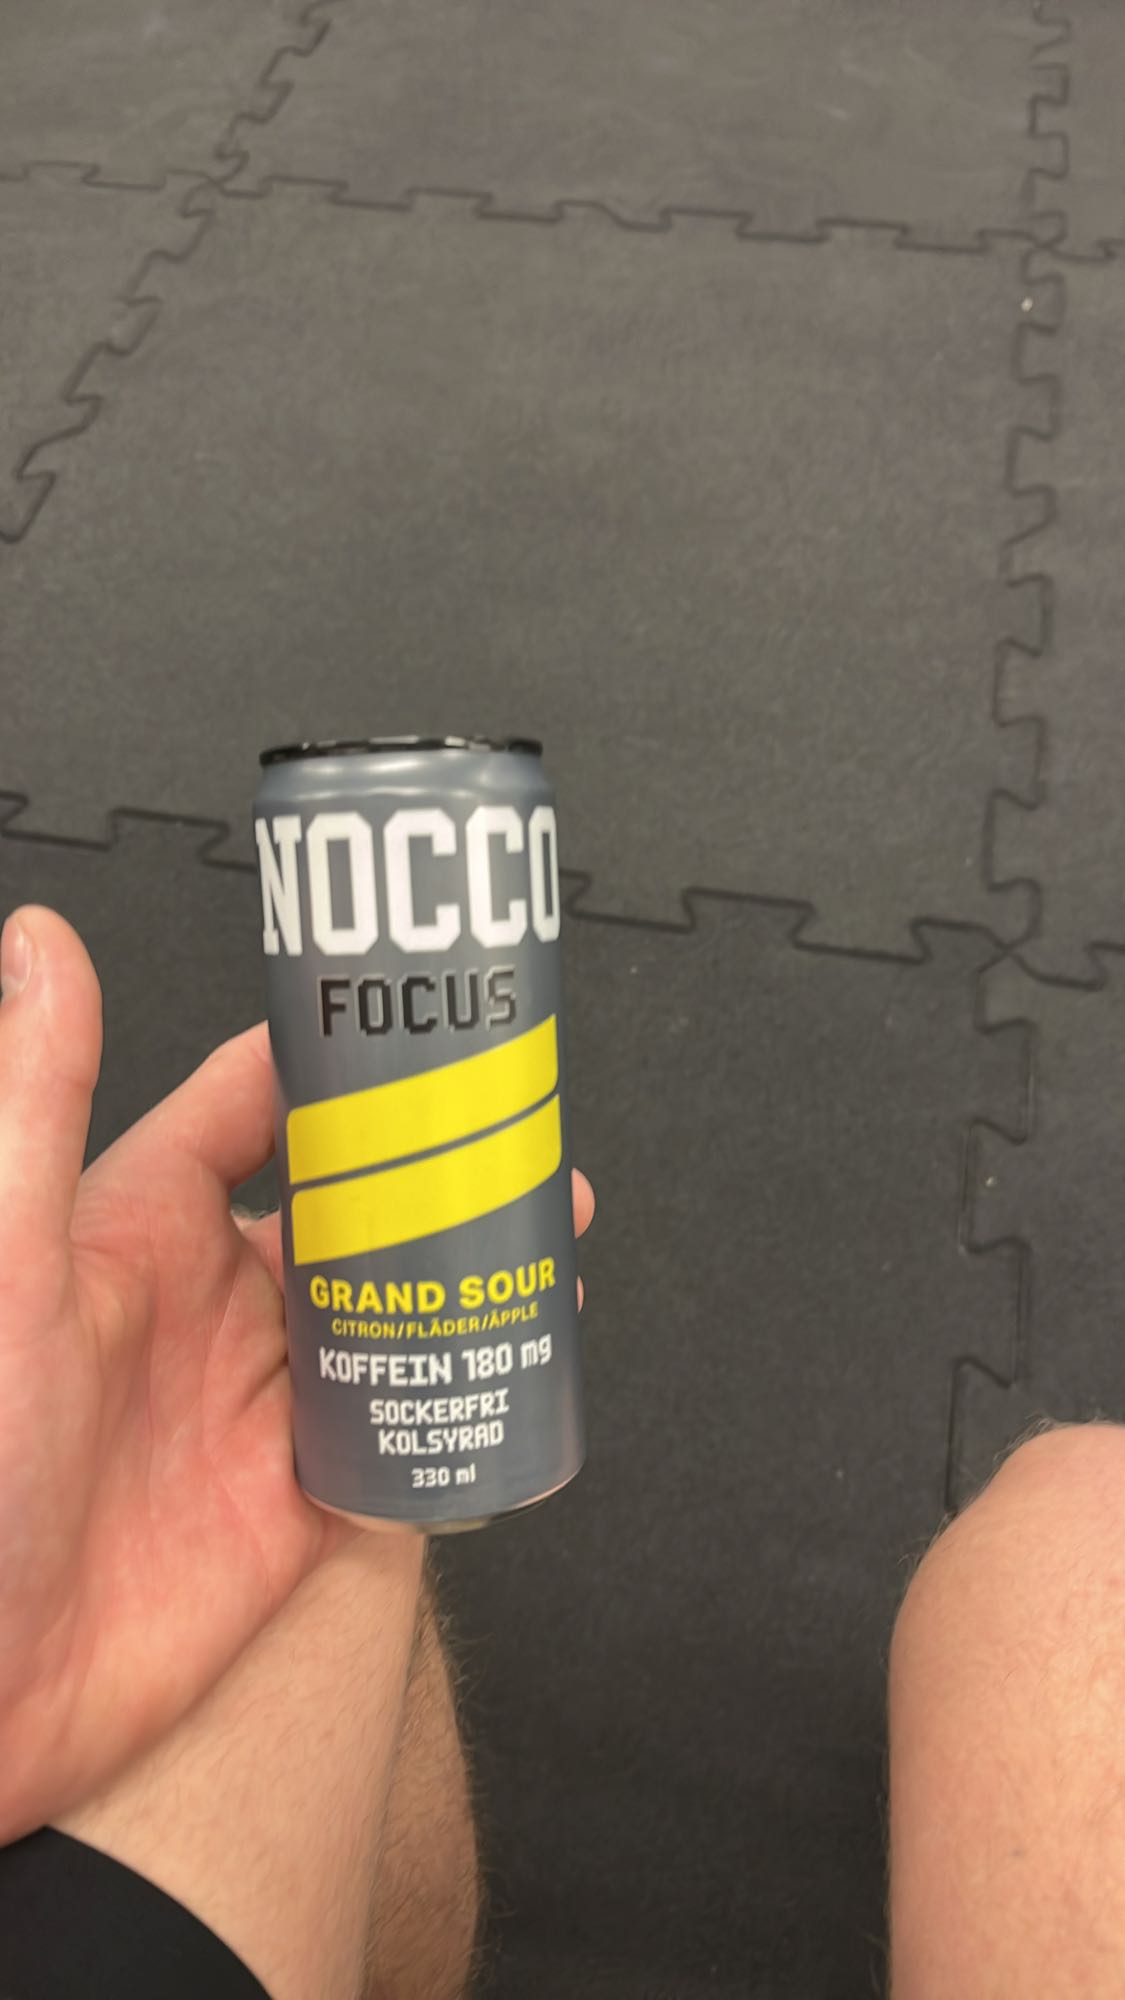 NOCCO
FOCUS
GRAND SOUR
CITRON/FLÄDER/ÄPPLE
KOFFEIN 180 mg
SOCKERFRI
KOLSYRAD
330 ml